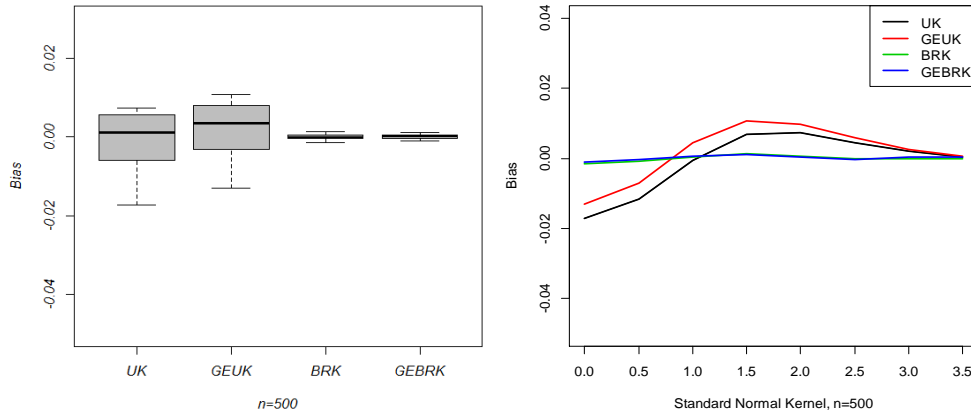 Bias
0.02
0.00
-0.02
-0.04
UK GEUK BRK GEBRK
n=500
Bias
0.04
0.02
0.00
-0.02
-0.04
UK
GEUK
BRK
GEBRK
0.0 0.5 1.0 1.5 2.0 2.5 3.0 3.5
Standard Normal Kernel, n=500